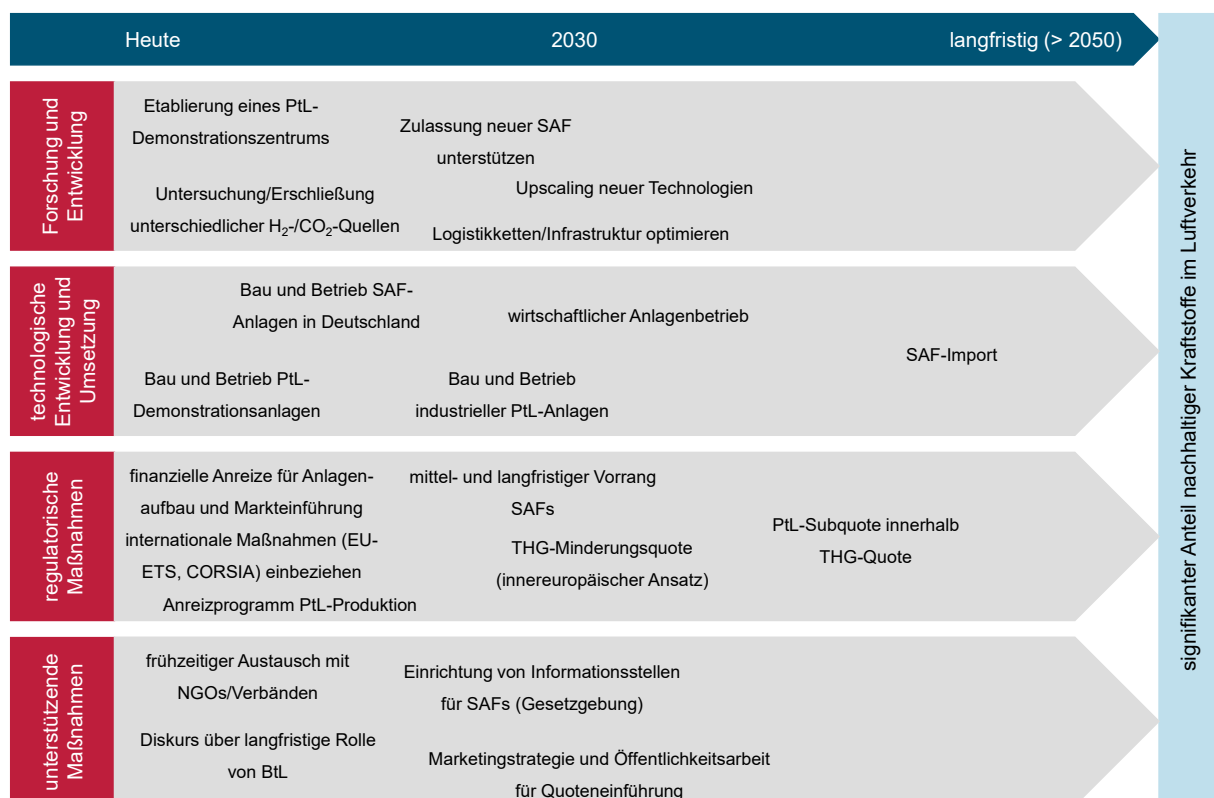 Heute
2030
langfristig (> 2050)
Forschung und
Entwicklung
Etablierung eines PtL-
Demonstrationszentrums
Zulassung neuer SAF
unterstützen
Untersuchung/Erschließung
unterschiedlicher H₂-/CO₂-Quellen
Upscaling neuer Technologien
Logistikketten/Infrastruktur optimieren
technologische
Entwicklung und
Umsetzung
Bau und Betrieb SAF-
Anlagen in Deutschland
wirtschaftlicher Anlagenbetrieb
SAF-Import
Bau und Betrieb PtL-
Demonstrationsanlagen
Bau und Betrieb
industrieller PtL-Anlagen
regulatorische
Maßnahmen
finanzielle Anreize für Anlagen-
aufbau und Markteinführung
internationale Maßnahmen (EU-
ETS, CORSIA) einbeziehen
Anreizprogramm PtL-Produktion
mittel- und langfristiger Vorrang
SAFs
THG-Minderungsquote
(innereuropäischer Ansatz)
PtL-Subquote innerhalb
THG-Quote
unterstützende
Maßnahmen
frühzeitiger Austausch mit
NGOs/Verbänden
Einrichtung von Informationsstellen
für SAFs (Gesetzgebung)
Diskurs über langfristige Rolle
von BtL
Marketingstrategie und Öffentlichkeitsarbeit
für Quoteneinführung
signifikanter Anteil nachhaltiger Kraftstoffe im Luftverkehr